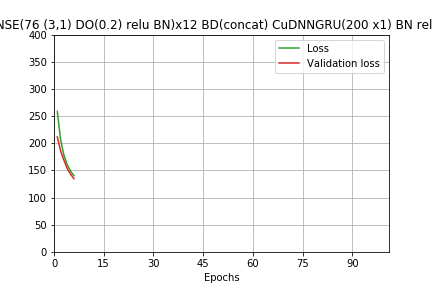 NSE(76 (3,1) DO(0.2) relu BN)x12 BD(concat) CuDNNGRU(200 x1) BN rel
400
350
300
250
200
150
100
50
0
Loss
Validation loss
0 15 30 45 60 75 90
Epochs